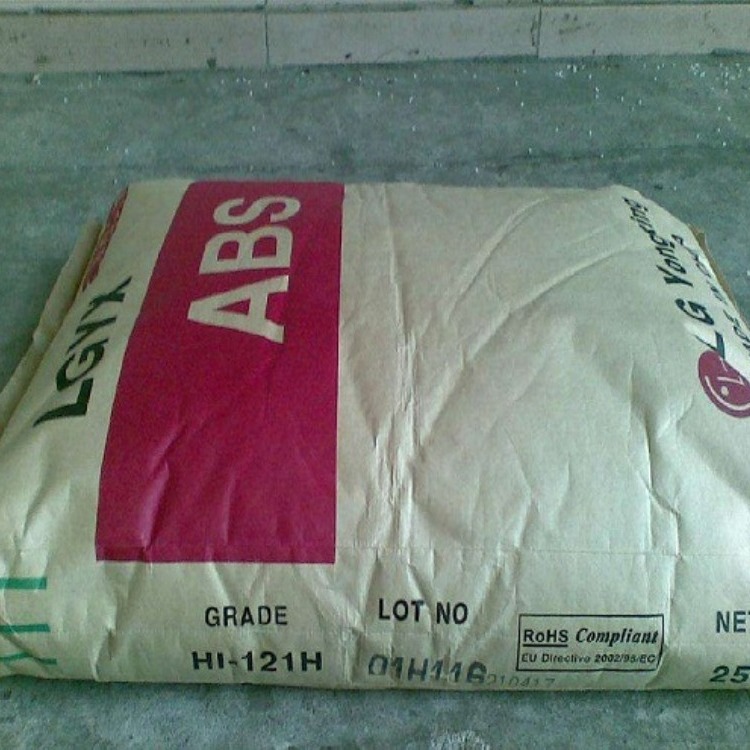 LGYX
ABS
LG Yongxing
GRADE
HI-121H
LOT NO
01H116
210417
RoHS Compliant
EU Directive 2002/95/EC
NET
25